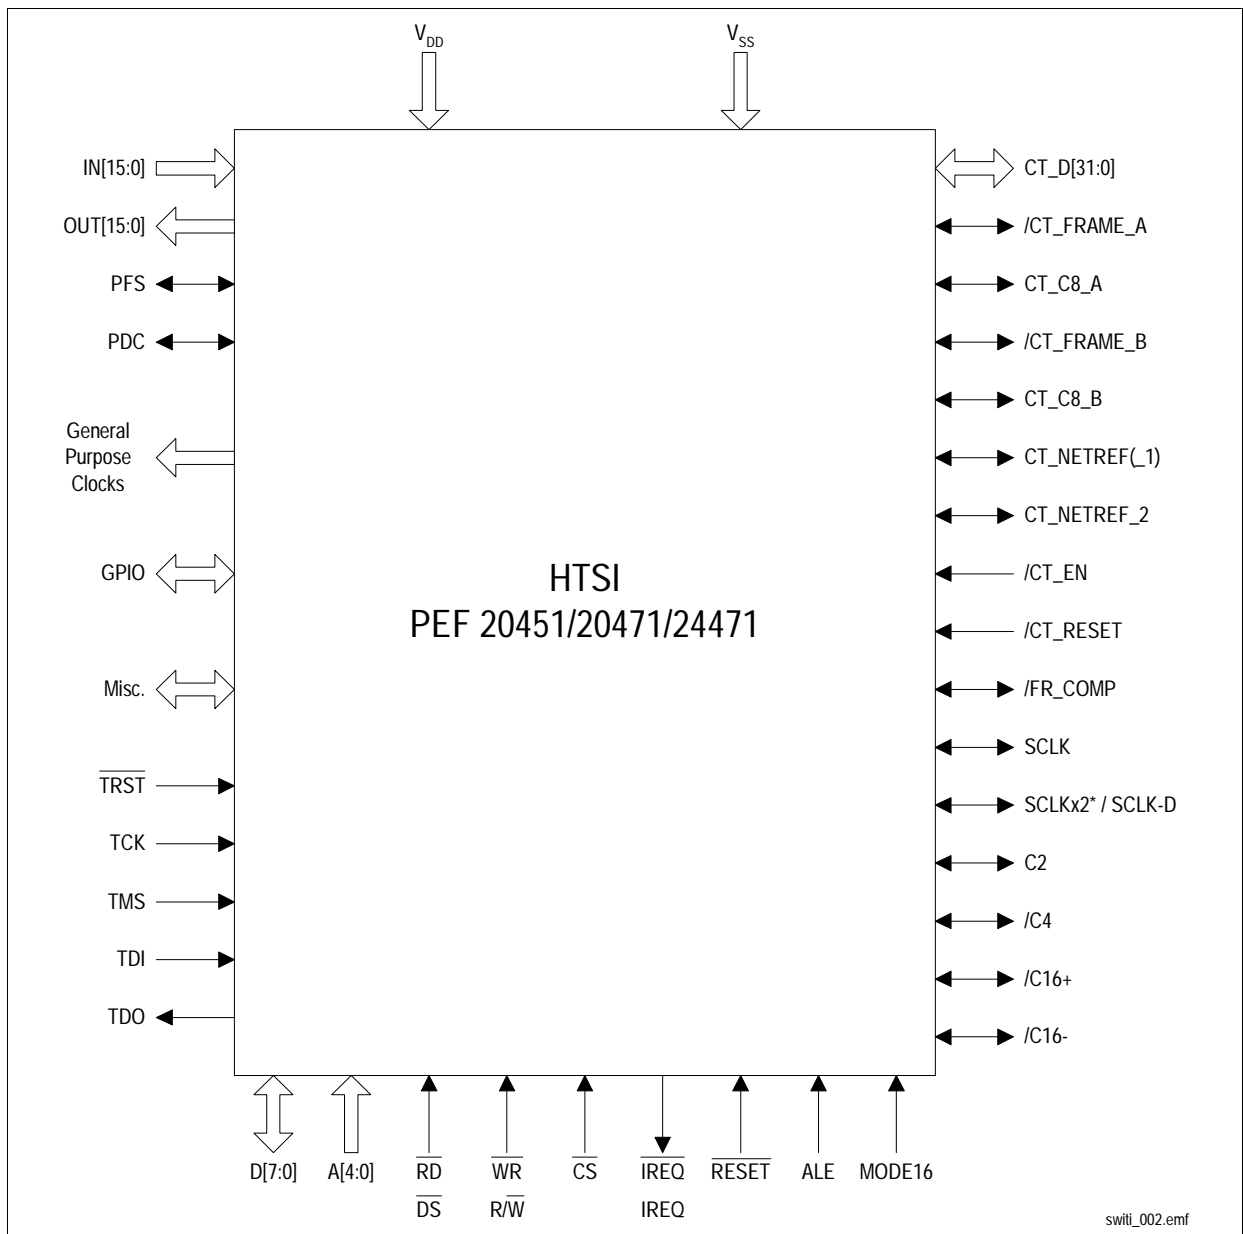 VDD
VSS
IN[15:0]
CT_D[31:0]
OUT[15:0]
/CT_FRAME_A
PFS
CT_C8_A
PDC
/CT_FRAME_B
CT_C8_B
General
Purpose
Clocks
CT_NETREF(_1)
CT_NETREF_2
GPIO
HTSI
PEF 20451/20471/24471
/CT_EN
/CT_RESET
Misc.
/FR_COMP
SCLK
TRST
SCLKx2* / SCLK-D
TCK
C2
TMS
/C4
TDI
/C16+
TDO
/C16-
D[7:0]
A[4:0]
RD
WR
CS
IREQ
RESET
ALE
MODE16
DS
R/W
IREQ
switi_002.emf